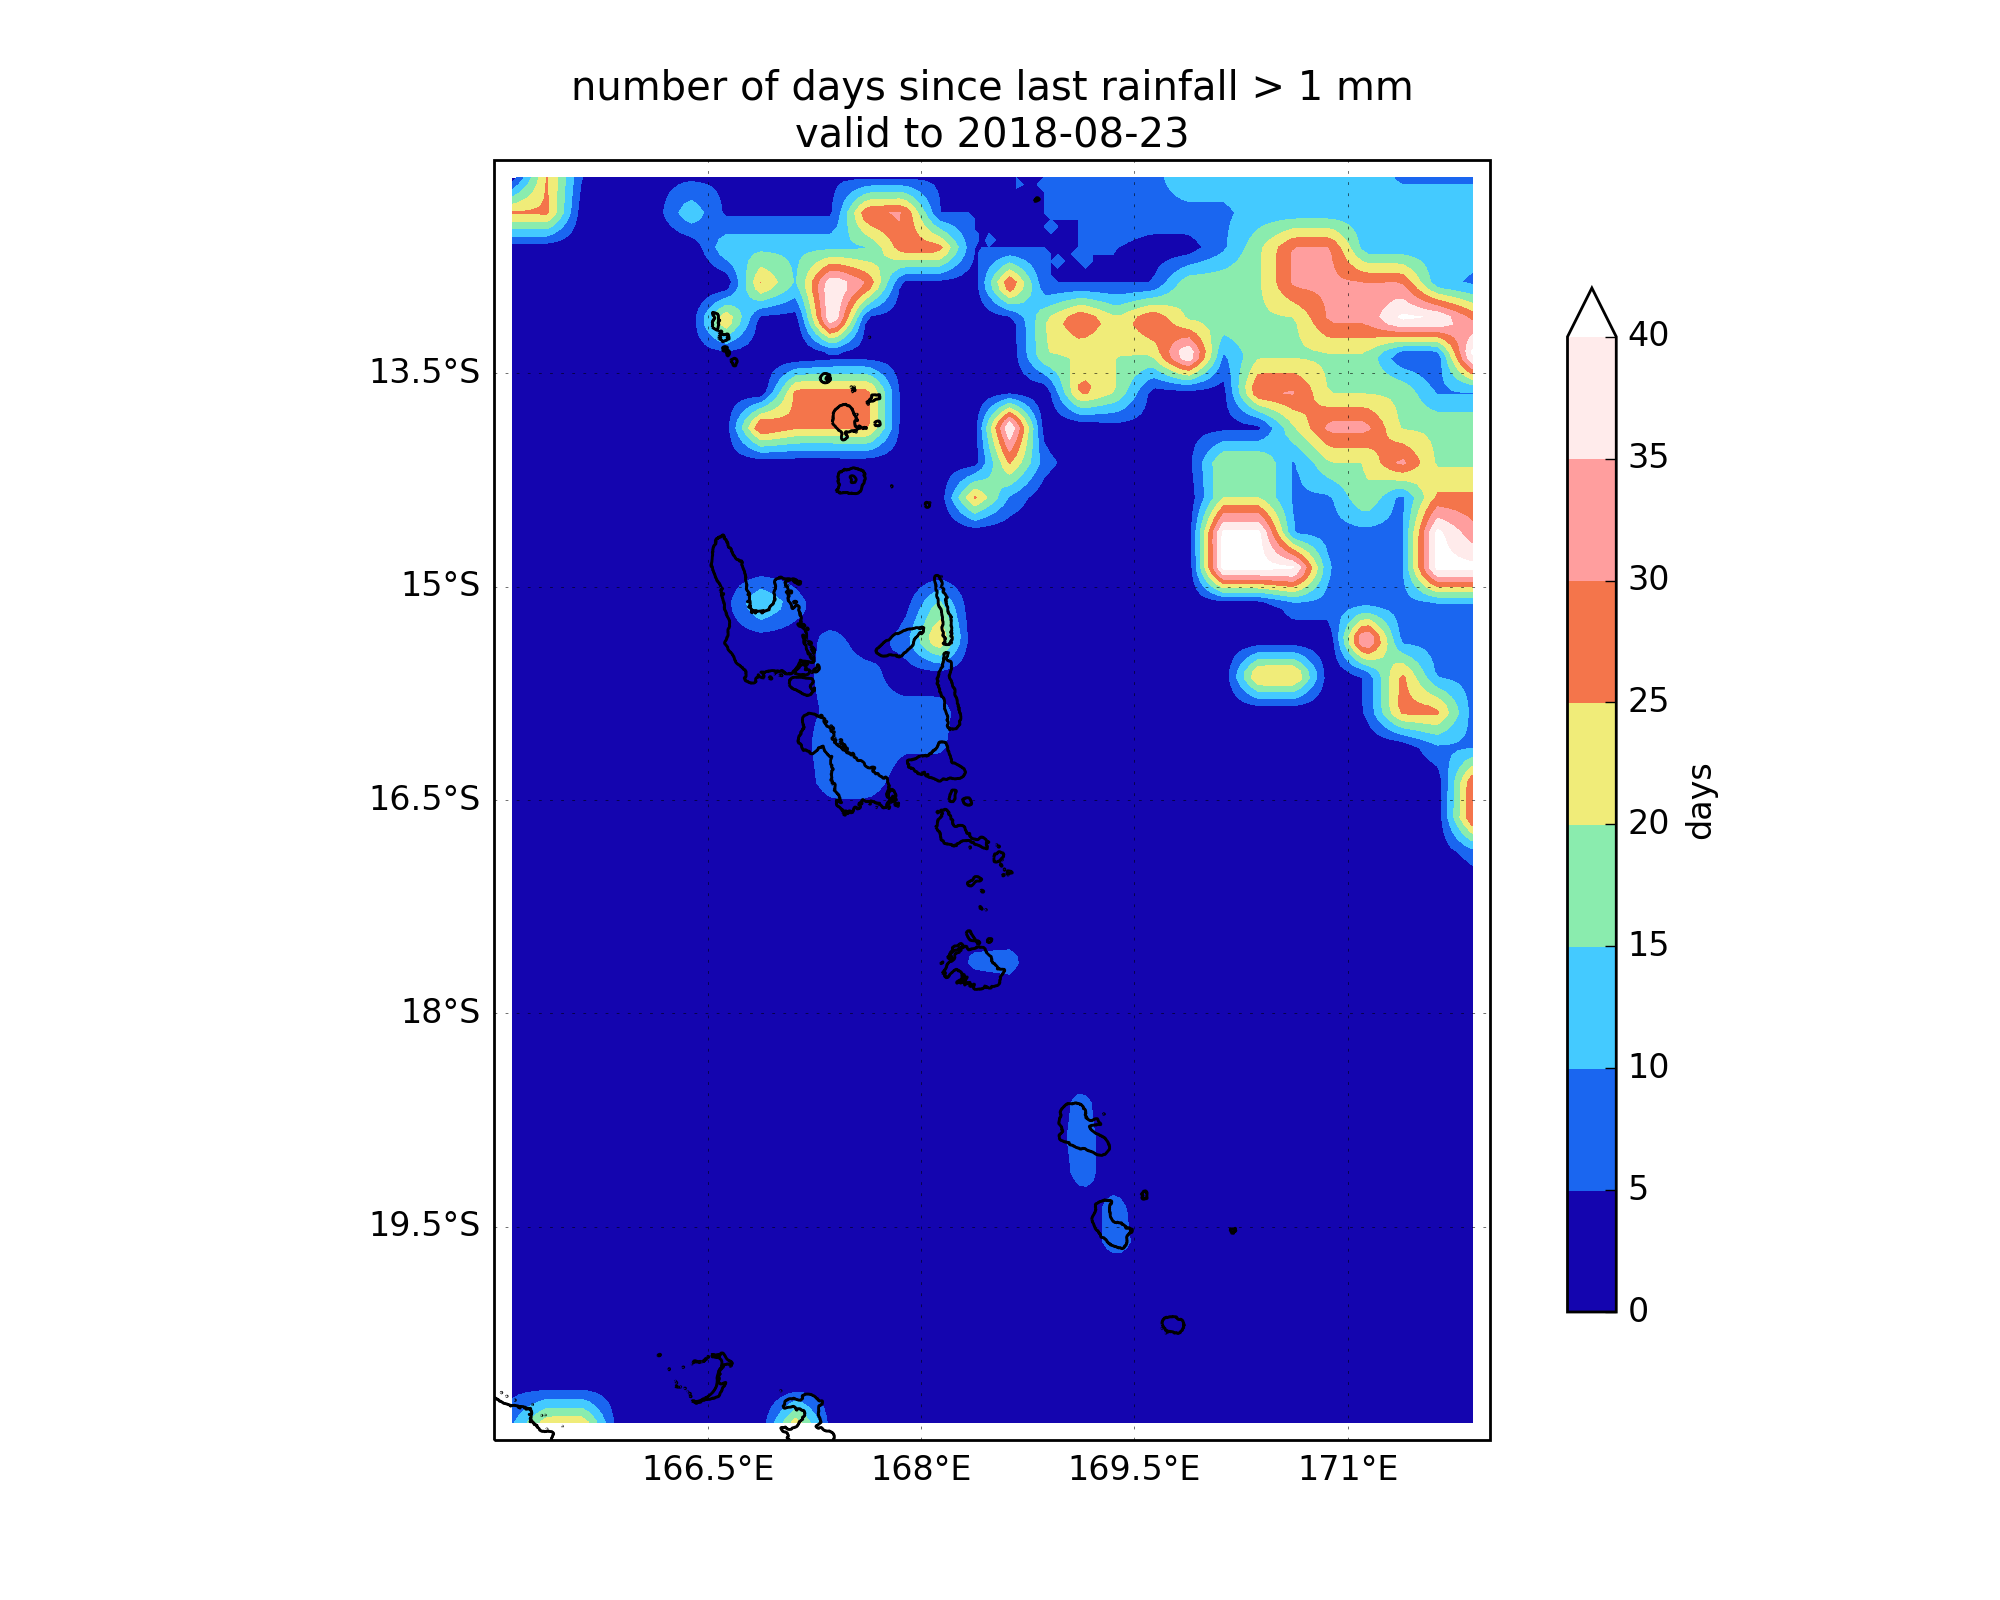 number of days since last rainfall > 1 mm
valid to 2018-08-23
13.5°S
15°S
16.5°S
18°S
19.5°S
166.5°E
168°E
169.5°E
171°E
40
35
30
25
20
15
10
5
0
days